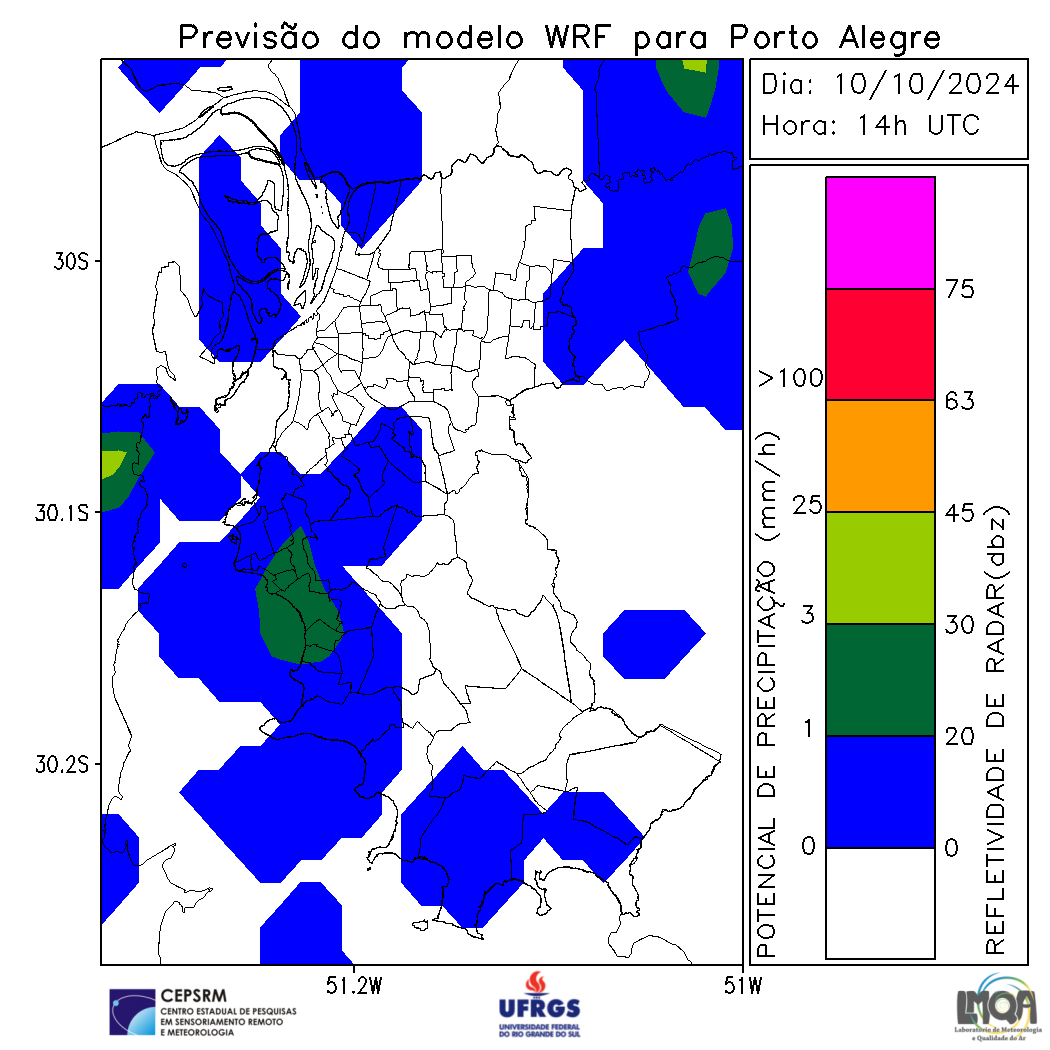 Previsão do modelo WRF para Porto Alegre
Dia: 10/10/2024
Hora: 14h UTC
30S
30.1S
30.2S
51.2W
51W
POTENCIAL DE PRECIPITAÇÃO (mm/h)
>100
25
3
1
0
75
63
45
30
20
0
REFLETIVIDADE DE RADAR(dbz)
CEPSRM
CENTRO ESTADUAL DE PESQUISAS
EM SENSORIAMENTO REMOTO
E METEOROLOGIA
UFRGS
UNIVERSIDADE FEDERAL
DO RIO GRANDE DO SUL
LMQA
Laboratório de Meteorologia
e Qualidade do Ar